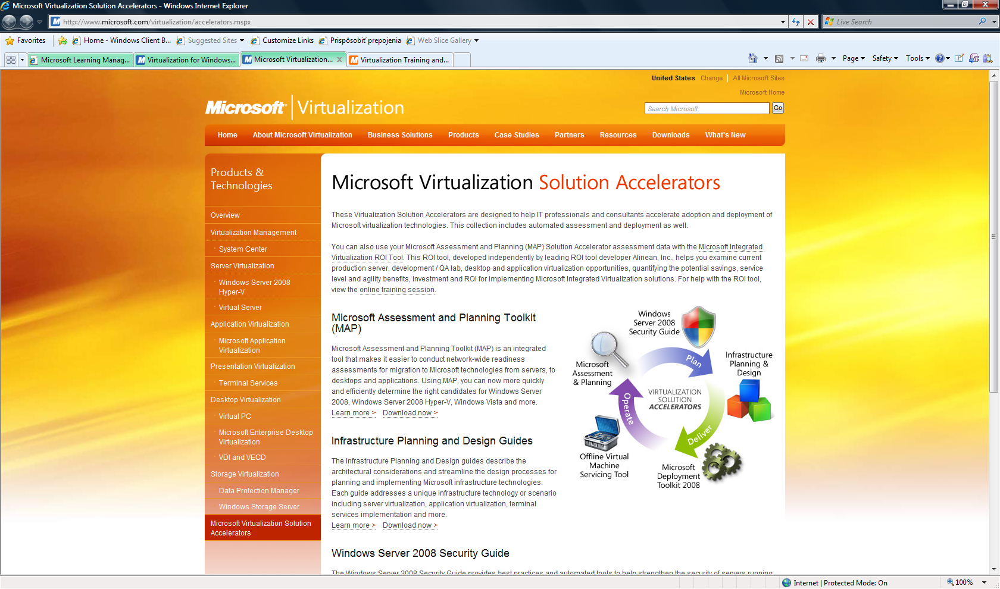 Microsoft Virtualization Solution Accelerators - Windows Internet Explorer
http://www.microsoft.com/virtualization/accelerators.mspx
Live Search
Favorites
Home - Windows Client B...
Suggested Sites
Customize Links
Prispôsobiť prepojenia
Web Slice Gallery
Microsoft Learning Manag...
Virtualization for Windows...
Microsoft Virtualization...
Virtualization Training and...
Page
Safety
Tools
United States Change | All Microsoft Sites
Microsoft Home
Microsoft | Virtualization
Search Microsoft
Go
Home About Microsoft Virtualization Business Solutions Products Case Studies Partners Resources Downloads What's New
Products &
Technologies
Overview
Virtualization Management
System Center
Server Virtualization
Windows Server 2008
Hyper-V
Virtual Server
Application Virtualization
Microsoft Application
Virtualization
Presentation Virtualization
Terminal Services
Desktop Virtualization
Virtual PC
Microsoft Enterprise Desktop
Virtualization
VDI and VECD
Storage Virtualization
Data Protection Manager
Windows Storage Server
Microsoft Virtualization Solution
Accelerators
Microsoft Virtualization Solution Accelerators
These Virtualization Solution Accelerators are designed to help IT professionals and consultants accelerate adoption and deployment of
Microsoft virtualization technologies. This collection includes automated assessment and deployment as well.
You can also use your Microsoft Assessment and Planning (MAP) Solution Accelerator assessment data with the Microsoft Integrated
Virtualization ROI Tool. This ROI tool, developed independently by leading ROI tool developer Alinean, Inc., helps you examine current
production server, development / QA lab, desktop and application virtualization opportunities, quantifying the potential savings, service
level and agility benefits, investment and ROI for implementing Microsoft Integrated Virtualization solutions. For help with the ROI tool,
view the online training session.
Microsoft Assessment and Planning Toolkit
(MAP)
Microsoft Assessment and Planning Toolkit (MAP) is an integrated
tool that makes it easier to conduct network-wide readiness
assessments for migration to Microsoft technologies from servers, to
desktops and applications. Using MAP, you can now more quickly
and efficiently determine the right candidates for Windows Server
2008, Windows Server 2008 Hyper-V, Windows Vista and more.
Learn more > Download now >
Infrastructure Planning and Design Guides
The Infrastructure Planning and Design guides describe the
architectural considerations and streamline the design processes for
planning and implementing Microsoft infrastructure technologies.
Each guide addresses a unique infrastructure technology or scenario
including server virtualization, application virtualization, terminal
services implementation and more.
Learn more > Download now >
Windows Server 2008 Security Guide
The Windows Server 2008 Security Guide provides best practices and automated tools to help strengthen the security of servers running
Windows
Server 2008
Security Guide
Microsoft
Assessment
& Planning
Plan
Infrastructure
Planning &
Design
VIRTUALIZATION
SOLUTION
ACCELERATORS
Operate
Deliver
Offline Virtual
Machine
Servicing Tool
Microsoft
Deployment
Toolkit 2008
Internet | Protected Mode: On
100%